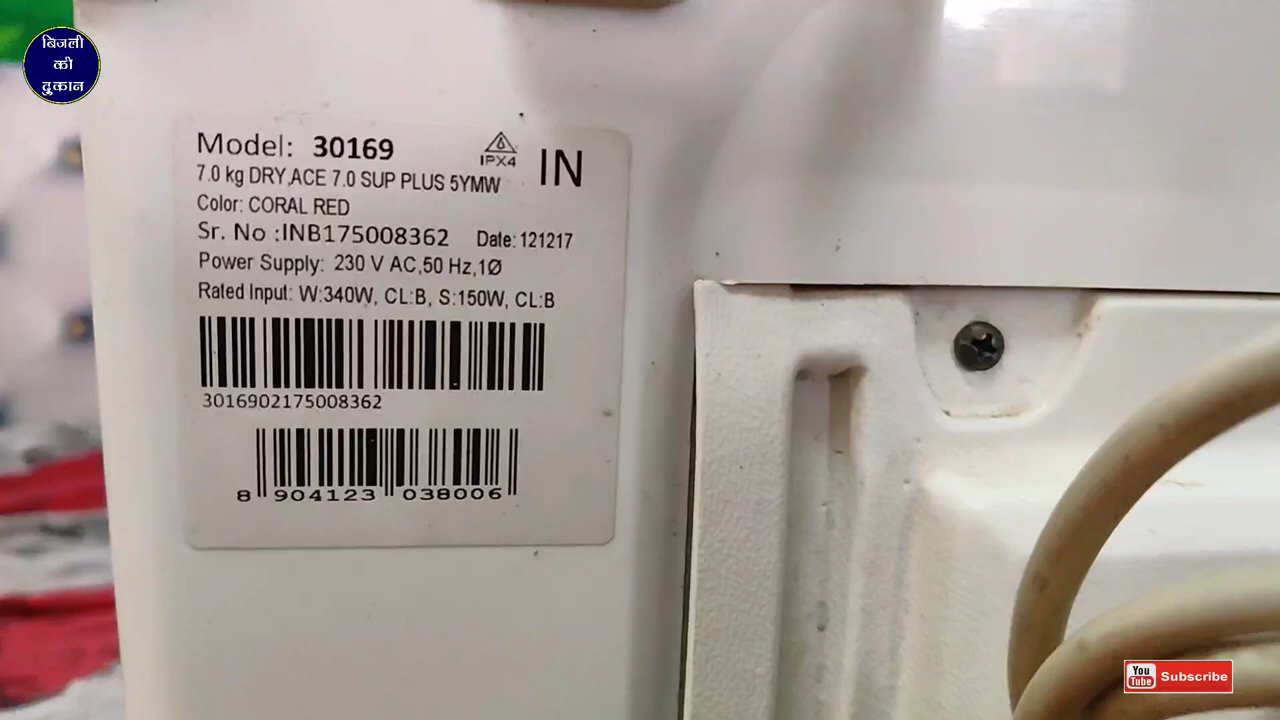 बिजली
की
दुकान
Model: 30169
IPX4
IN
7.0 kg DRY,ACE 7.0 SUP PLUS 5YMW
Color: CORAL RED
Sr. No :INB175008362 Date: 121217
Power Supply: 230 V AC,50 Hz,1Ø
Rated Input: W:340W, CL:B, S:150W, CL:B
3016902175008362
8 904123 038006
You Tube Subscribe